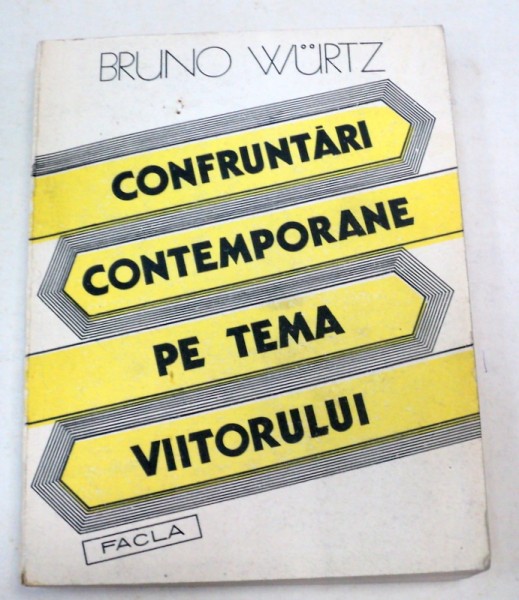 BRUNO WÜRTZ
CONFRUNTĂRI
CONTEMPORANE
PE TEMA
VIITORULUI
FACLA